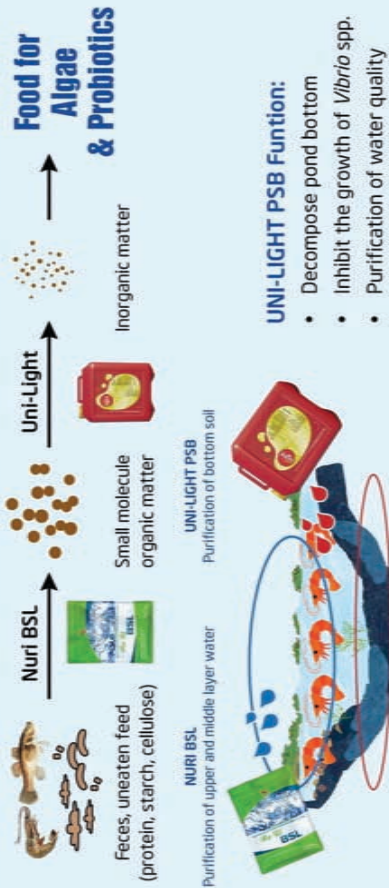 Nuri BSL
Uni-Light
Food for
Algae
& Probiotics
Feces, uneaten feed
(protein, starch, cellulose)
BSL
Small molecule
organic matter
Inorganic matter
NURI BSL
Purification of upper and middle layer water
UNI-LIGHT PSB
Purification of bottom soil
BSL
UNI-LIGHT PSB Funtion:
• Decompose pond bottom
• Inhibit the growth of Vibrio spp.
• Purification of water quality